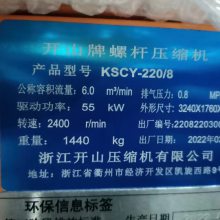 开山牌螺杆压缩机
产品型号 KSCY-220/8
公称容积流量: 6.0 m³/min 排气压力: 0.8 MP
驱动功率: 55 kW 外形尺寸: 3240X1760X
转速: 2400 r/min 出厂编号: 220822030
重量: 1440 kg 出厂日期: 2022年0
浙江开山压缩机有限公司
浙江省衢州市经济开发区凯旋西路9号
环保信息标签